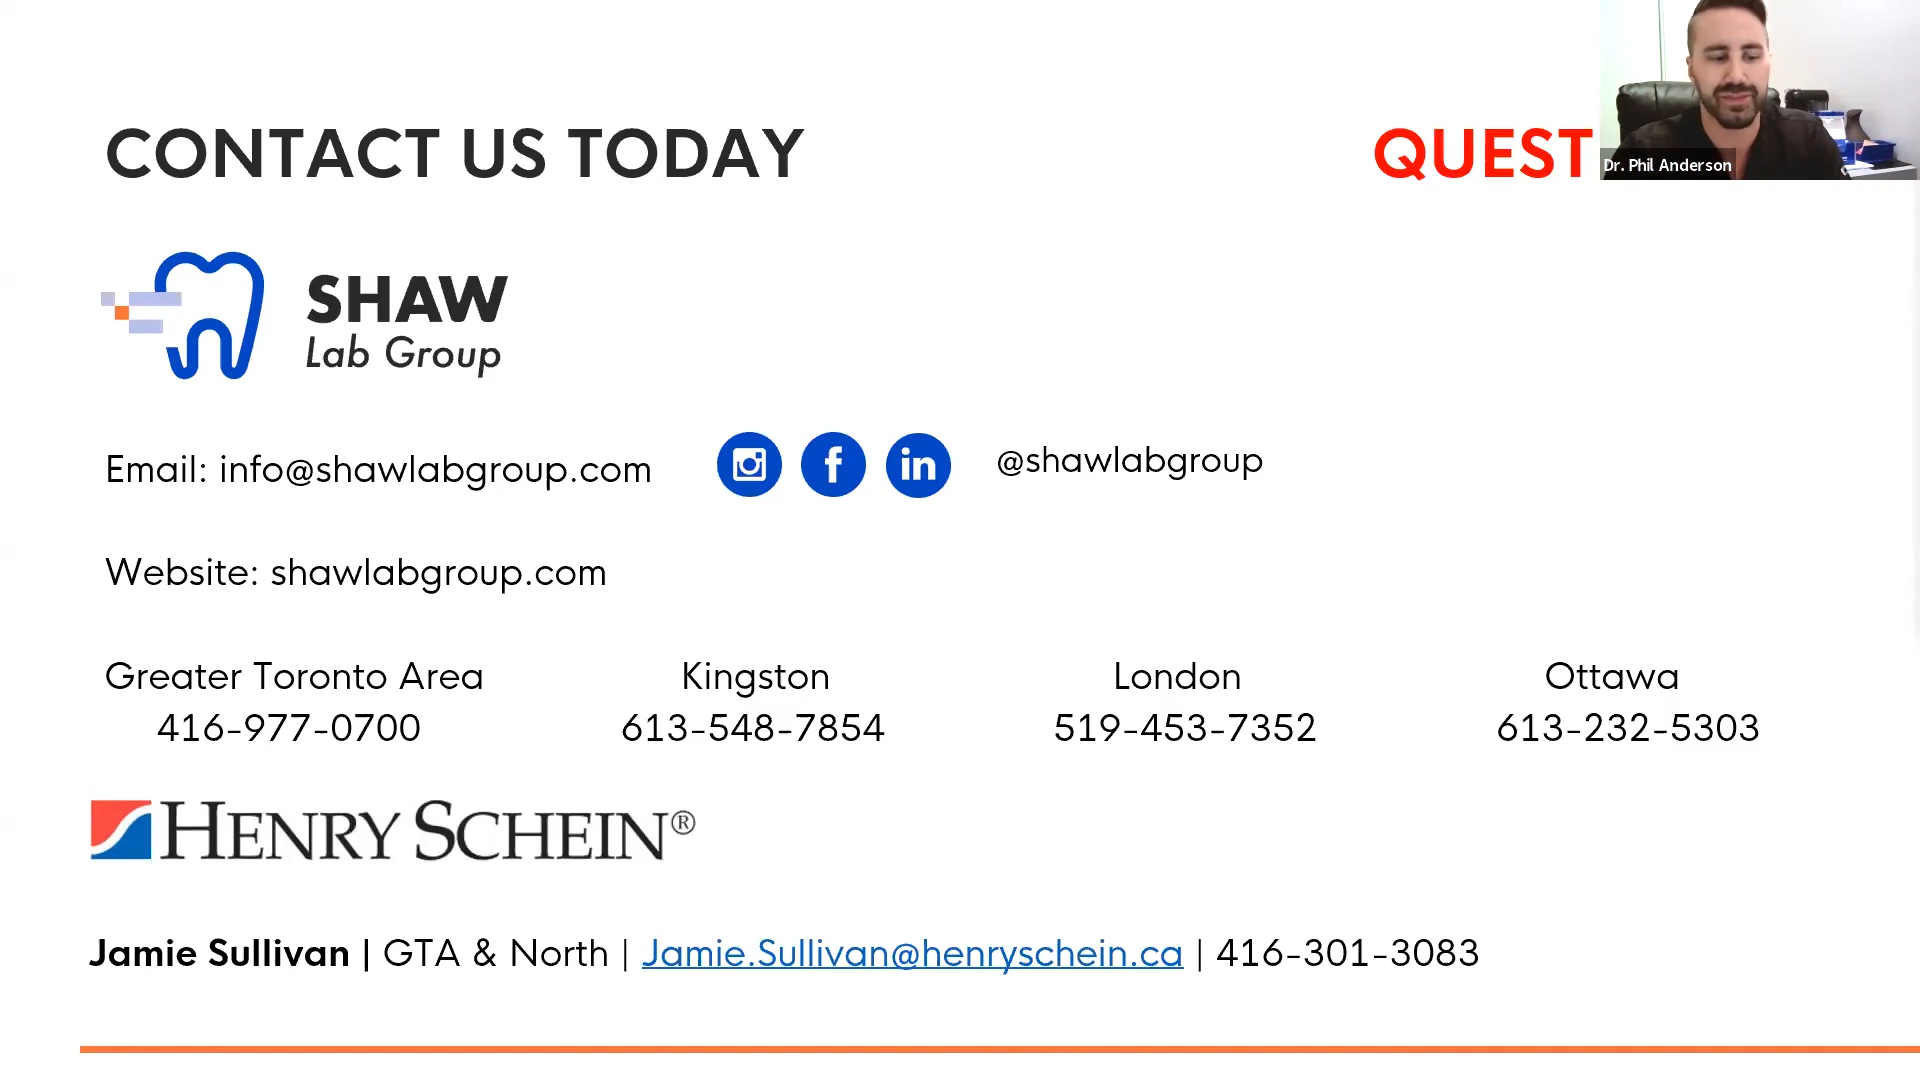 CONTACT US TODAY
QUEST
Dr. Phil Anderson
SHAW
Lab Group
Email: info@shawlabgroup.com
@shawlabgroup
Website: shawlabgroup.com
Greater Toronto Area
416-977-0700
Kingston
613-548-7854
London
519-453-7352
Ottawa
613-232-5303
HENRY SCHEIN®
Jamie Sullivan | GTA & North | Jamie.Sullivan@henryschein.ca | 416-301-3083